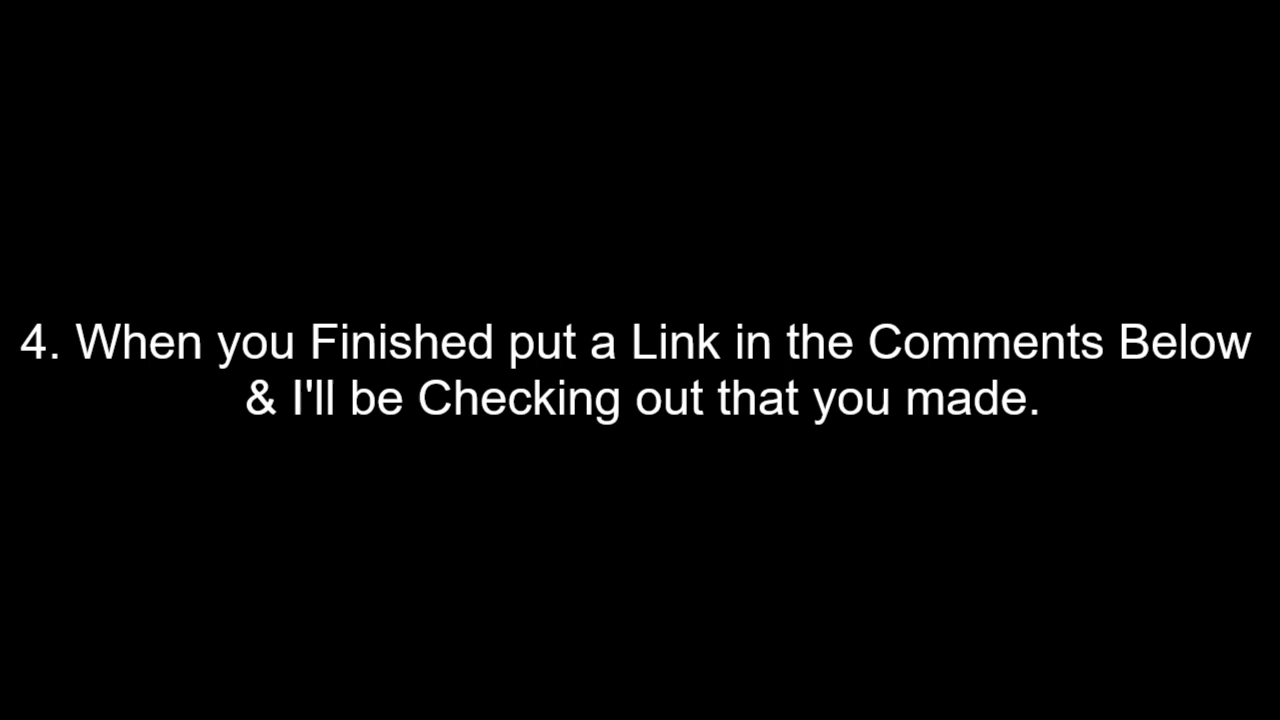 4. When you Finished put a Link in the Comments Below
& I'll be Checking out that you made.